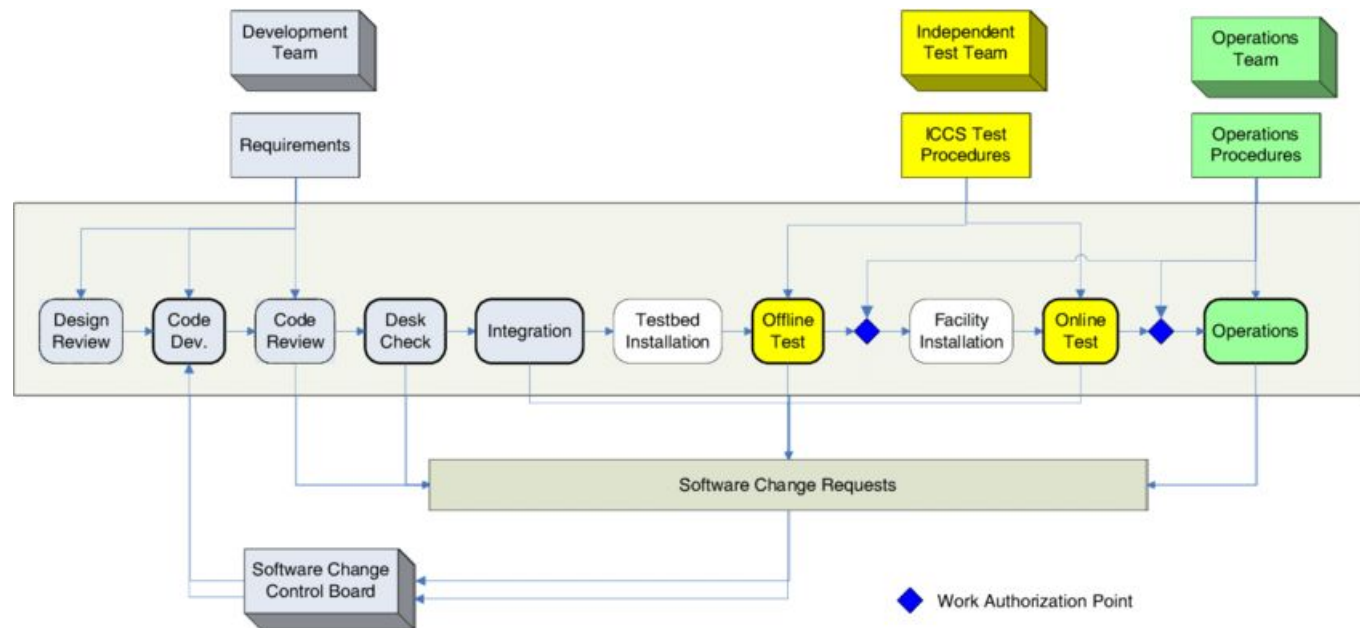 Development
Team
Independent
Test Team
Operations
Team
Requirements
ICCS Test
Procedures
Operations
Procedures
Design
Review
Code
Dev.
Code
Review
Desk
Check
Integration
Testbed
Installation
Offline
Test
Facility
Installation
Online
Test
Operations
Software Change Requests
Software Change
Control Board
Work Authorization Point